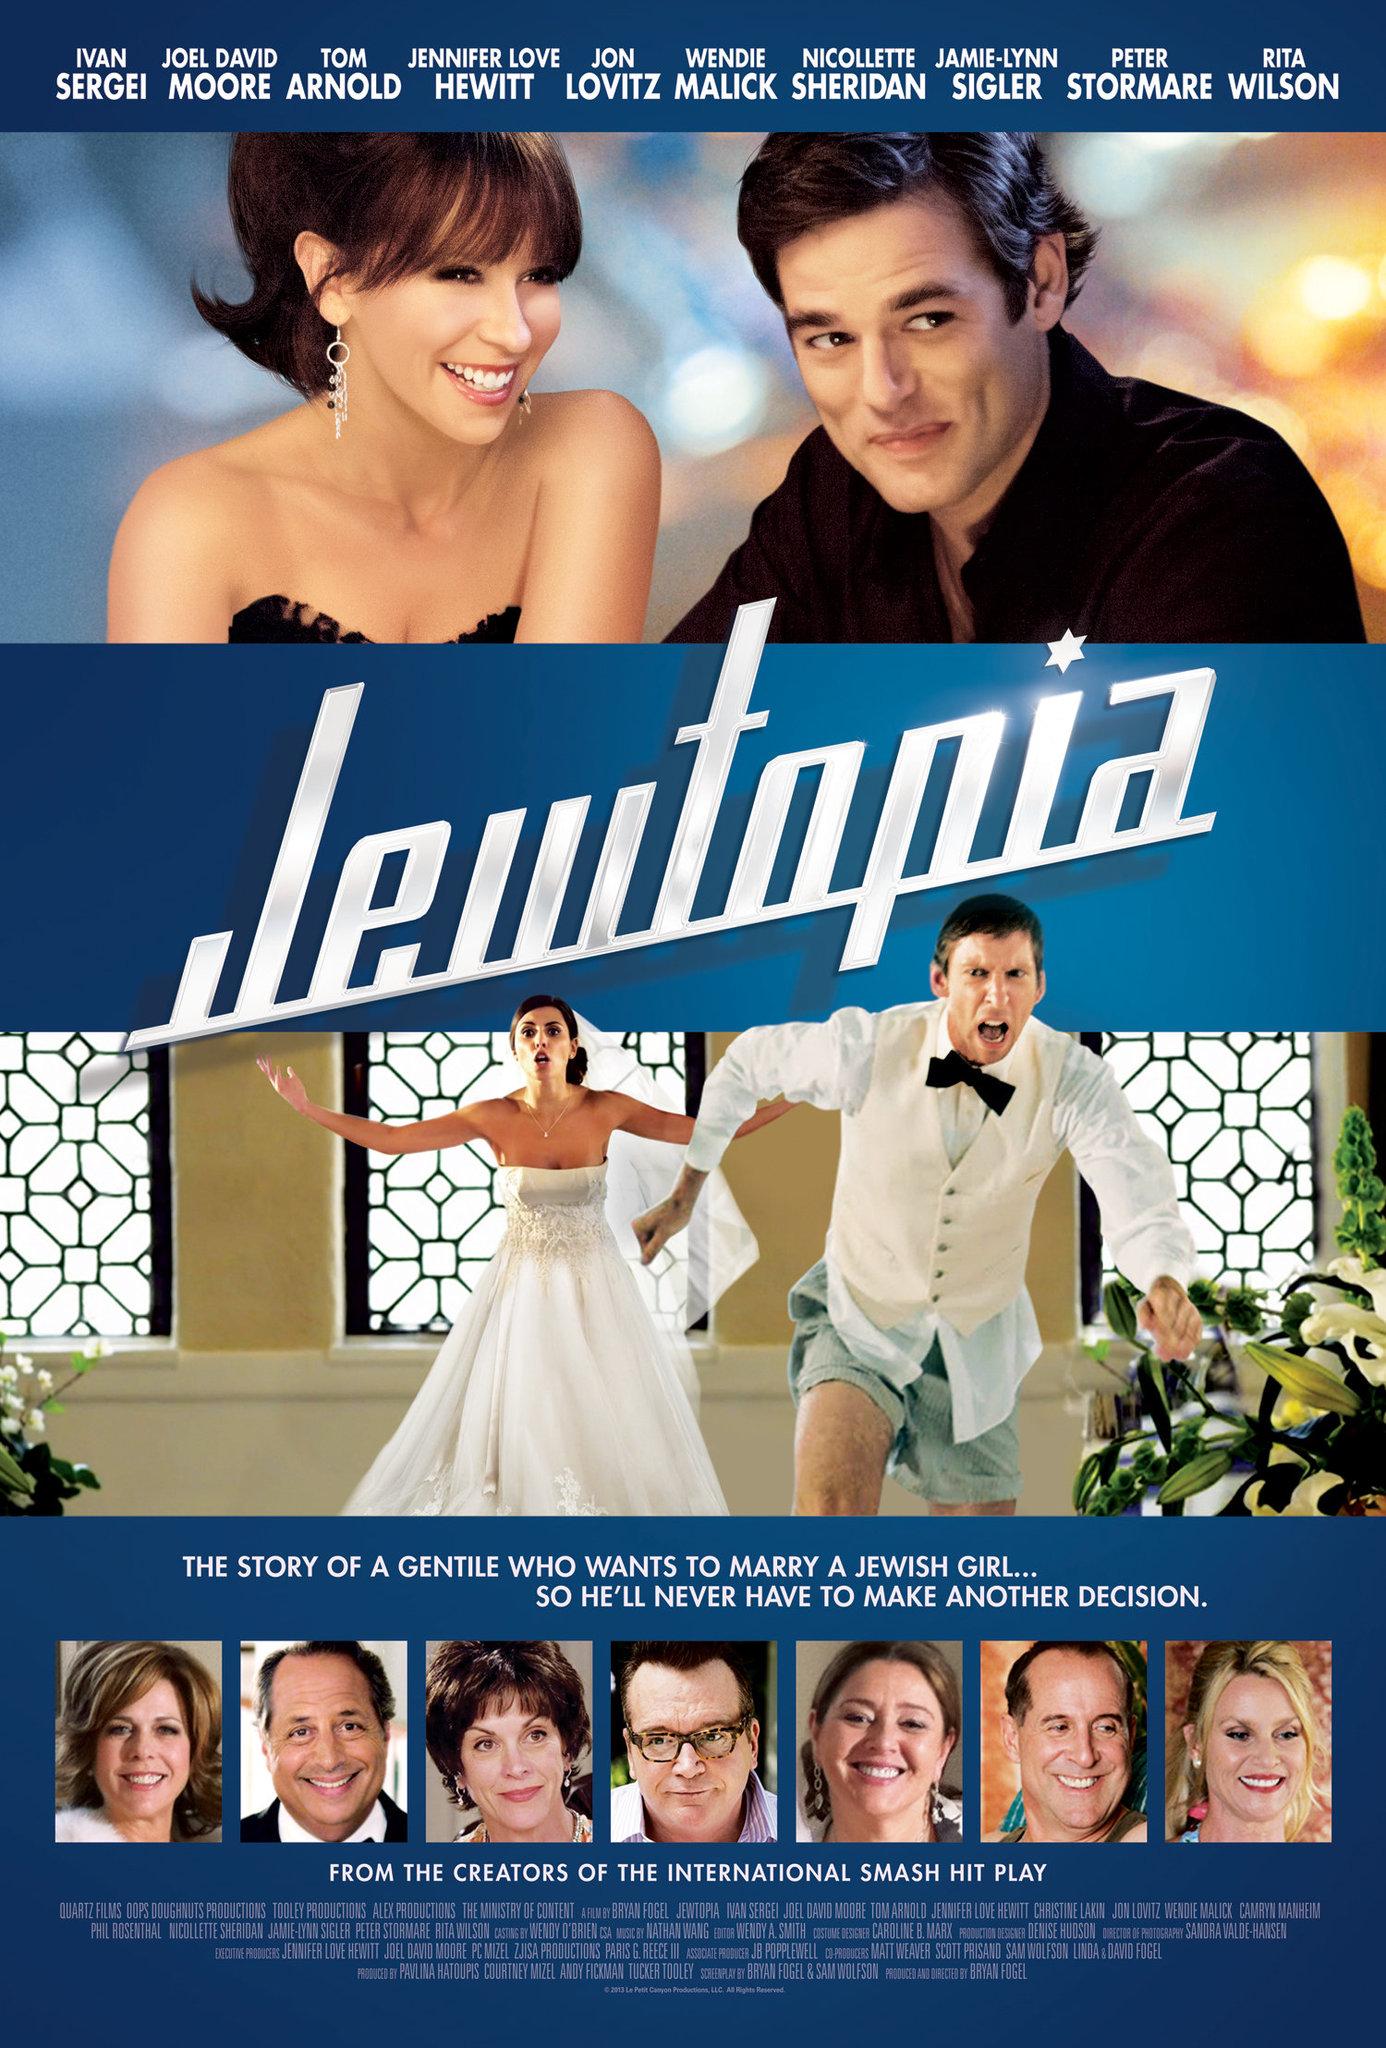 IVAN SERGEI JOEL DAVID MOORE TOM ARNOLD JENNIFER LOVE HEWITT JON LOVITZ WENDIE MALICK NICOLLETTE SHERIDAN JAMIE-LYNN SIGLER PETER STORMARE RITA WILSON
Jewtopia
THE STORY OF A GENTILE WHO WANTS TO MARRY A JEWISH GIRL...
SO HE'LL NEVER HAVE TO MAKE ANOTHER DECISION.
FROM THE CREATORS OF THE INTERNATIONAL SMASH HIT PLAY
QUARTZ FILMS OOPS DOUGHNUTS PRODUCTIONS TOOLEY PRODUCTIONS ALEX PRODUCTIONS THE MINISTRY OF CONTENT A FILM BY BRYAN FOGEL JEWTOPIA IVAN SERGEI JOEL DAVID MOORE TOM ARNOLD JENNIFER LOVE HEWITT CHRISTINE LAKIN JON LOVITZ WENDIE MALICK CAMRYN MANHEIM
PHIL ROSENTHAL NICOLLETTE SHERIDAN JAMIE-LYNN SIGLER PETER STORMARE RITA WILSON CASTING BY WENDY O'BRIEN CSA MUSIC BY NATHAN WANG EDITOR WENDY A. SMITH COSTUME DESIGNER CAROLINE B. MARX PRODUCTION DESIGNER DENISE HUDSON DIRECTOR OF PHOTOGRAPHY SANDRA VALDE-HANSEN
EXECUTIVE PRODUCERS JENNIFER LOVE HEWITT JOEL DAVID MOORE PC MIZEL ZJISA PRODUCTIONS PARIS G. REECE III ASSOCIATE PRODUCER JB POPPLEWELL CO-PRODUCERS MATT WEAVER SCOTT PRISAND SAM WOLFSON LINDA & DAVID FOGEL
PRODUCED BY PAVLINA HATOUPIS COURTNEY MIZEL ANDY FICKMAN TUCKER TOOLEY SCREENPLAY BY BRYAN FOGEL & SAM WOLFSON PRODUCED AND DIRECTED BY BRYAN FOGEL
© 2013 Le Petit Canyon Productions, LLC. All Rights Reserved.